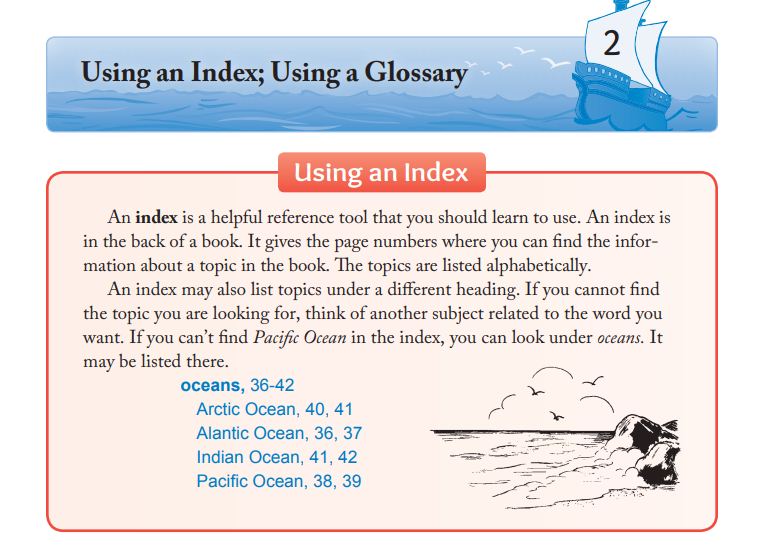 2
Using an Index; Using a Glossary
Using an Index
An index is a helpful reference tool that you should learn to use. An index is
in the back of a book. It gives the page numbers where you can find the infor-
mation about a topic in the book. The topics are listed alphabetically.
An index may also list topics under a different heading. If you cannot find
the topic you are looking for, think of another subject related to the word you
want. If you can’t find Pacific Ocean in the index, you can look under oceans. It
may be listed there.
oceans, 36-42
Arctic Ocean, 40, 41
Alantic Ocean, 36, 37
Indian Ocean, 41, 42
Pacific Ocean, 38, 39